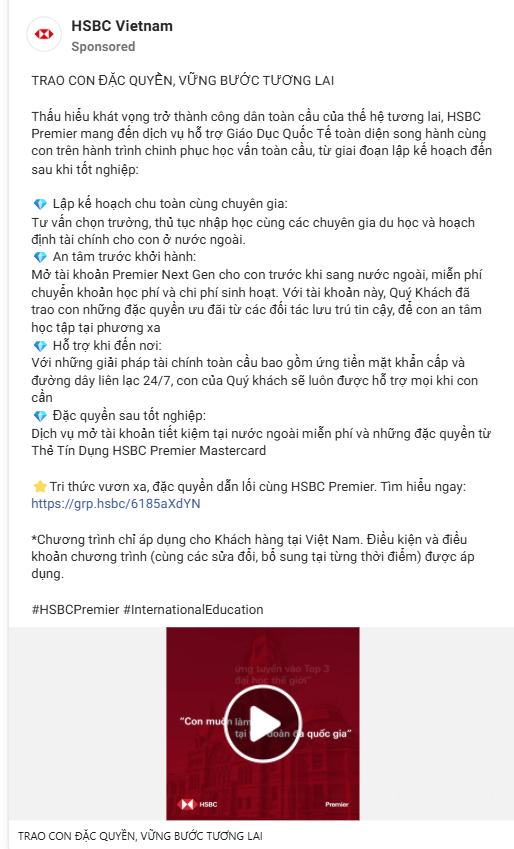 HSBC Vietnam
Sponsored
TRAO CON ĐẶC QUYỀN, VỮNG BƯỚC TƯƠNG LAI
Thấu hiểu khát vọng trở thành công dân toàn cầu của thế hệ tương lai, HSBC
Premier mang đến dịch vụ hỗ trợ Giáo Dục Quốc Tế toàn diện song hành cùng
con trên hành trình chinh phục học vấn toàn cầu, từ giai đoạn lập kế hoạch đến
sau khi tốt nghiệp:
💎 Lập kế hoạch chu toàn cùng chuyên gia:
Tư vấn chọn trường, thủ tục nhập học cùng các chuyên gia du học và hoạch
định tài chính cho con ở nước ngoài.
💎 An tâm trước khởi hành:
Mở tài khoản Premier Next Gen cho con trước khi sang nước ngoài, miễn phí
chuyển khoản học phí và chi phí sinh hoạt. Với tài khoản này, Quý Khách đã
trao con những đặc quyền ưu đãi từ các đối tác lưu trú tin cậy, để con an tâm
học tập tại phương xa
💎 Hỗ trợ khi đến nơi:
Với những giải pháp tài chính toàn cầu bao gồm ứng tiền mặt khẩn cấp và
đường dây liên lạc 24/7, con của Quý khách sẽ luôn được hỗ trợ mọi khi con
cần
💎 Đặc quyền sau tốt nghiệp:
Dịch vụ mở tài khoản tiết kiệm tại nước ngoài miễn phí và những đặc quyền từ
Thẻ Tín Dụng HSBC Premier Mastercard
⭐Tri thức vươn xa, đặc quyền dẫn lối cùng HSBC Premier. Tìm hiểu ngay:
https://grp.hsbc/6185aXdYN
*Chương trình chỉ áp dụng cho Khách hàng tại Việt Nam. Điều kiện và điều
khoản chương trình (cùng các sửa đổi, bổ sung tại từng thời điểm) được áp
dụng.
#HSBCPremier #InternationalEducation
ứng tuyển vào Top 3
đại học thế giới"
"Con muốn làm
tại đoàn đa quốc gia"
HSBC
Premier
TRAO CON ĐẶC QUYỀN, VỮNG BƯỚC TƯƠNG LAI